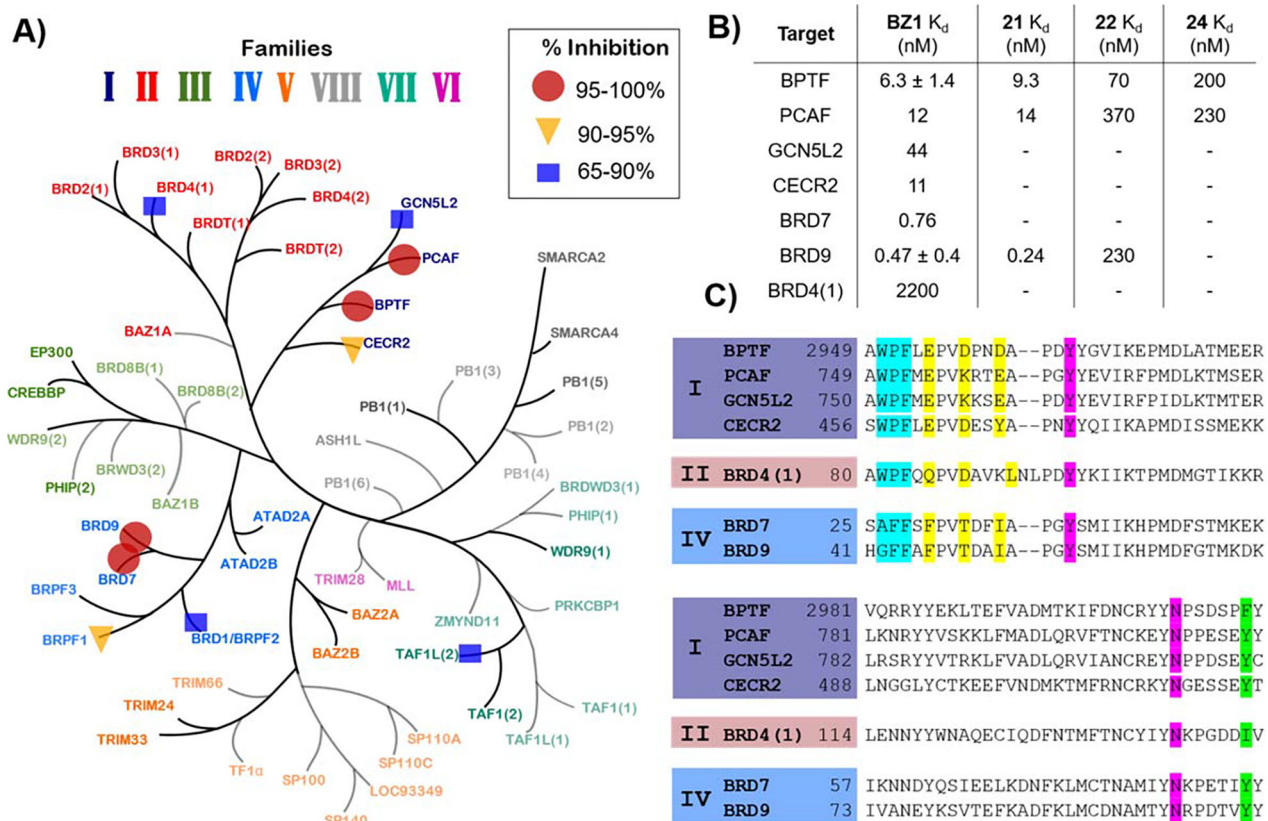 A)
Families
I II III IV V VIII VII VI
% Inhibition
95-100%
90-95%
65-90%
BRD3(1)
BRD2(1)
BRD4(1)
BRDT(1)
BRD2(2)
BRD3(2)
BRD4(2)
BRDT(2)
GCN5L2
PCAF
BPTF
CECR2
BAZ1A
EP300
CREBBP
BRD8B(1)
BRD8B(2)
WDR9(2)
PHIP(2)
BRWD3(2)
BAZ1B
SMARCA2
SMARCA4
PB1(3)
PB1(5)
PB1(1)
PB1(2)
ASH1L
PB1(4)
PB1(6)
BRDWD3(1)
PHIP(1)
WDR9(1)
BRD9
BRD7
ATAD2A
ATAD2B
BRPF3
BRPF1
BRD1/BRPF2
TRIM28
MLL
ZMYND11
PRKCBP1
BAZ2A
BAZ2B
TAF1L(2)
TAF1(2)
TAF1(1)
TAF1L(1)
TRIM66
TRIM24
TRIM33
TF1α
SP100
SP110A
SP110C
LOC93349
SP140
B)
Target BZ1 Kd (nM) 21 Kd (nM) 22 Kd (nM) 24 Kd (nM)
BPTF 6.3 ± 1.4 9.3 70 200
PCAF 12 14 370 230
GCN5L2 44 - - -
CECR2 11 - - -
BRD7 0.76 - - -
BRD9 0.47 ± 0.4 0.24 230 -
BRD4(1) 2200 - - -
C)
I
BPTF 2949 AWPFLEPVDPNDA--PDYYGVIKEPMDLATMEER
PCAF 749 AWPFMEPVKRTEA--PGYYEVIRFPMDLKTMSER
GCN5L2 750 AWPFMEPVKKSEA--PDYYEVIRFPIDLKTMTER
CECR2 456 SWPFLEPVDESYA--PNYYQIIKAPMDISSMEKK
II BRD4(1) 80 AWPFQQPVDAVKLNLPDYYKIIKTPMDMGTIKKR
IV
BRD7 25 SAFFSFPVTDFIA--PGYSMIIKHPMDFSTMKEK
BRD9 41 HGFFAFPVTDAIA--PGYSMIIKHPMDFGTMKDK
I
BPTF 2981 VQRRYYEKLTEFVADMTKIFDNCRYYNPSDSPFY
PCAF 781 LKNRYYVSKKLFMADLQRVFTNCKEYNPPESEYY
GCN5L2 782 LRSRYYVTRKLFVADLQRVIANCREYNPPDSEYC
CECR2 488 LNGGLYCTKEEFVNDMKTMFRNCRKYNGESSEYT
II BRD4(1) 114 LENNYYWNAQECIQDFNTMFTNCYIYNKPGDDIV
IV
BRD7 57 IKNNDYQSIEELKDNFKLMCTNAMIYNKPETIYY
BRD9 73 IVANEYKSVTEFKADFKLMCDNAMTYNRPDTVYY